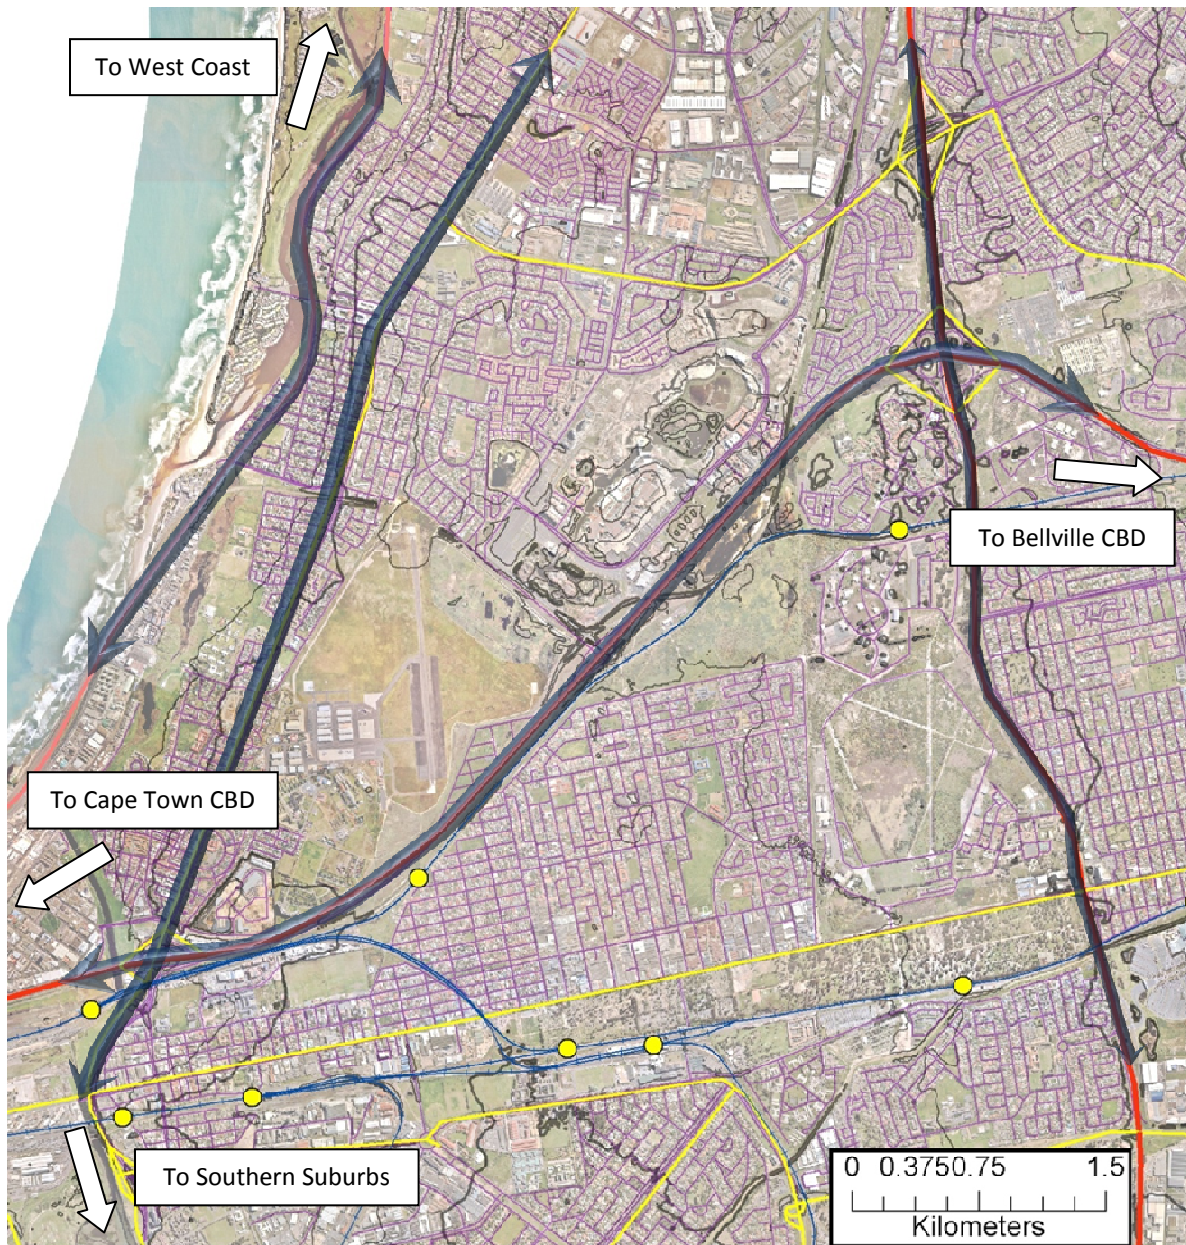 To West Coast
To Bellville CBD
To Cape Town CBD
To Southern Suburbs
0 0.3750.75 1.5
Kilometers